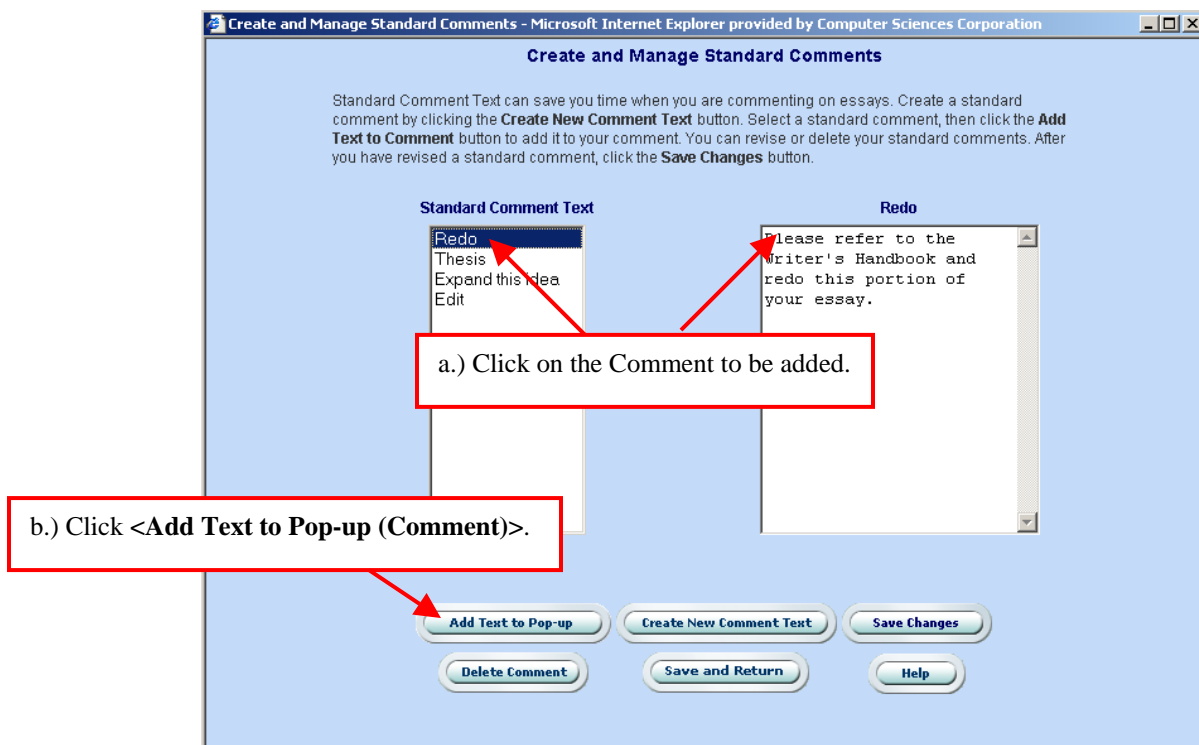 Create and Manage Standard Comments - Microsoft Internet Explorer provided by Computer Sciences Corporation
Create and Manage Standard Comments
Standard Comment Text can save you time when you are commenting on essays. Create a standard
comment by clicking the Create New Comment Text button. Select a standard comment, then click the Add
Text to Comment button to add it to your comment. You can revise or delete your standard comments. After
you have revised a standard comment, click the Save Changes button.
Standard Comment Text
Redo
Thesis
Expand this idea
Edit
Redo
Please refer to the
Writer's Handbook and
redo this portion of
your essay.
a.) Click on the Comment to be added.
b.) Click <Add Text to Pop-up (Comment)>.
Add Text to Pop-up
Create New Comment Text
Save Changes
Delete Comment
Save and Return
Help